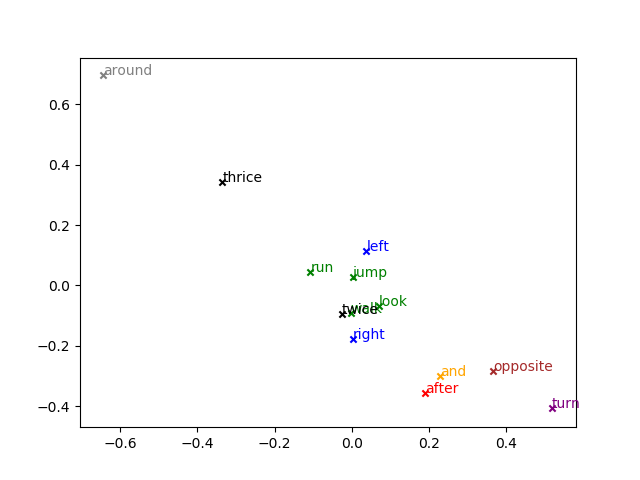 around
0.6
thrice
0.4
0.2
left
run
jump
0.0
look
twice
walk
−0.2
right
opposite
and
after
−0.4
turn
−0.6 −0.4 −0.2 0.0 0.2 0.4